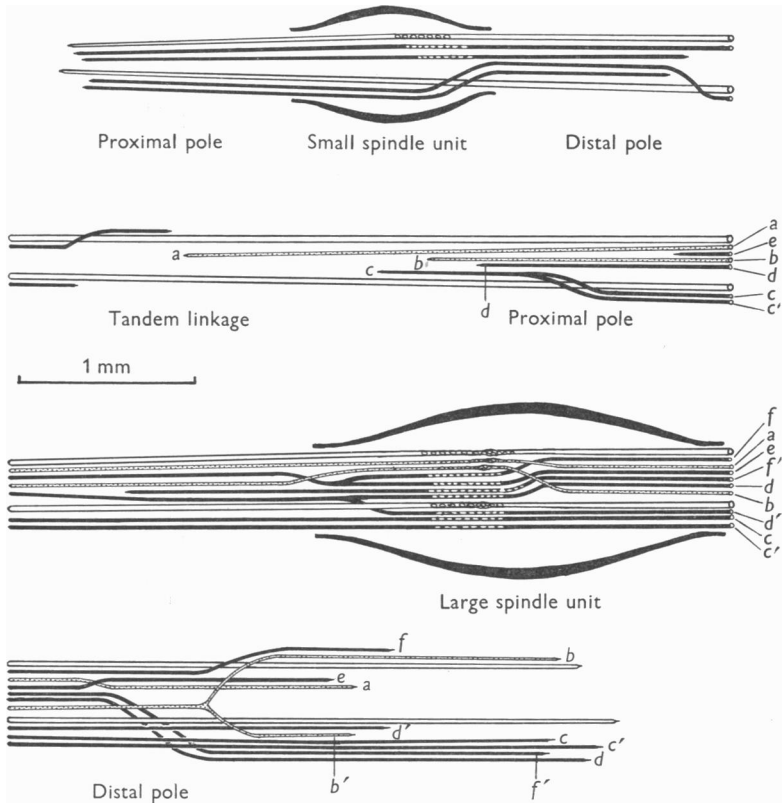 Proximal pole Small spindle unit Distal pole
a
e
a b b
d
c
c
d c'
Tandem linkage Proximal pole
1 mm
f
a
e
f'
d
b
d'
c
c'
Large spindle unit
f
b
e
a
d'
c
c'
d
b' f'
Distal pole